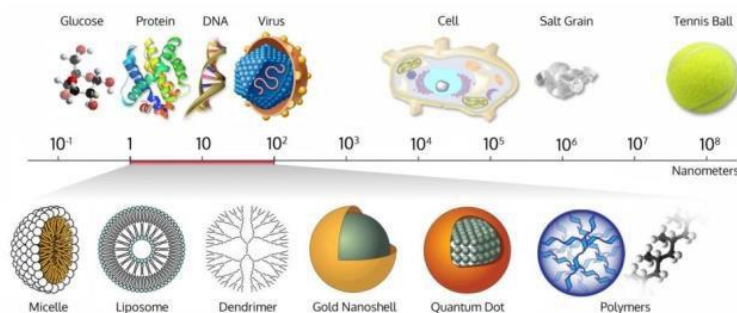 Glucose Protein DNA Virus Cell Salt Grain Tennis Ball
10⁻¹ 1 10 10² 10³ 10⁴ 10⁵ 10⁶ 10⁷ 10⁸
Nanometers
Micelle Liposome Dendrimer Gold Nanoshell Quantum Dot Polymers